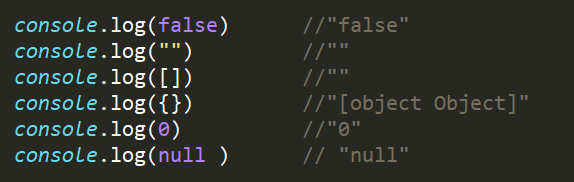 console.log(false)      //"false"
console.log("")         //""
console.log([])         //""
console.log({})         //"[object Object]"
console.log(0)          //"0"
console.log(null )      // "null"